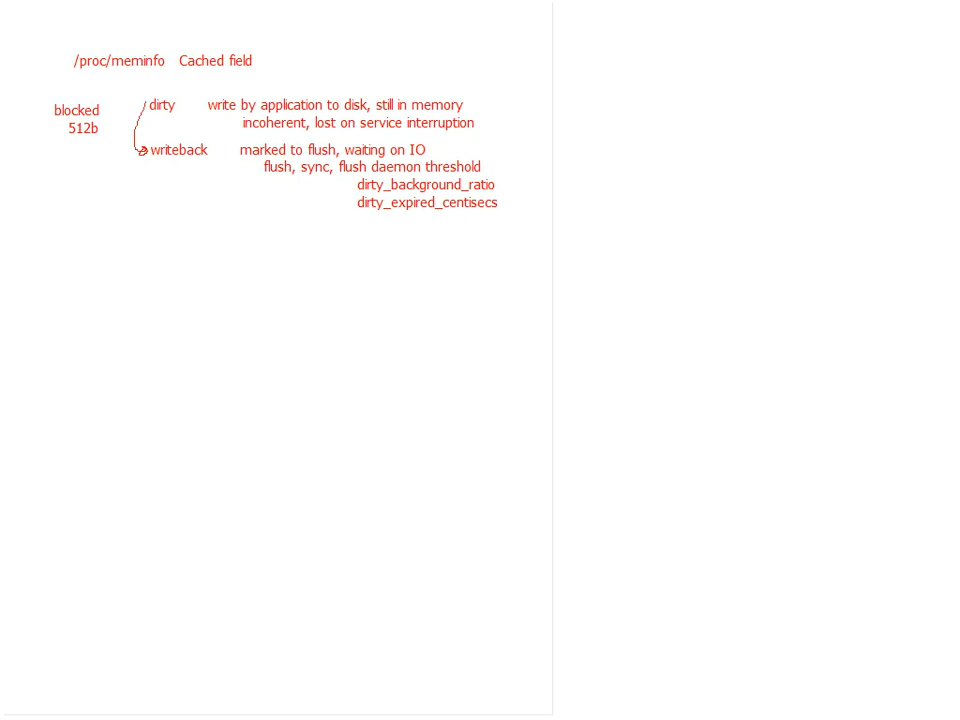 /proc/meminfo Cached field
blocked
512b
dirty write by application to disk, still in memory
incoherent, lost on service interruption
writeback marked to flush, waiting on IO
flush, sync, flush daemon threshold
dirty_background_ratio
dirty_expired_centisecs